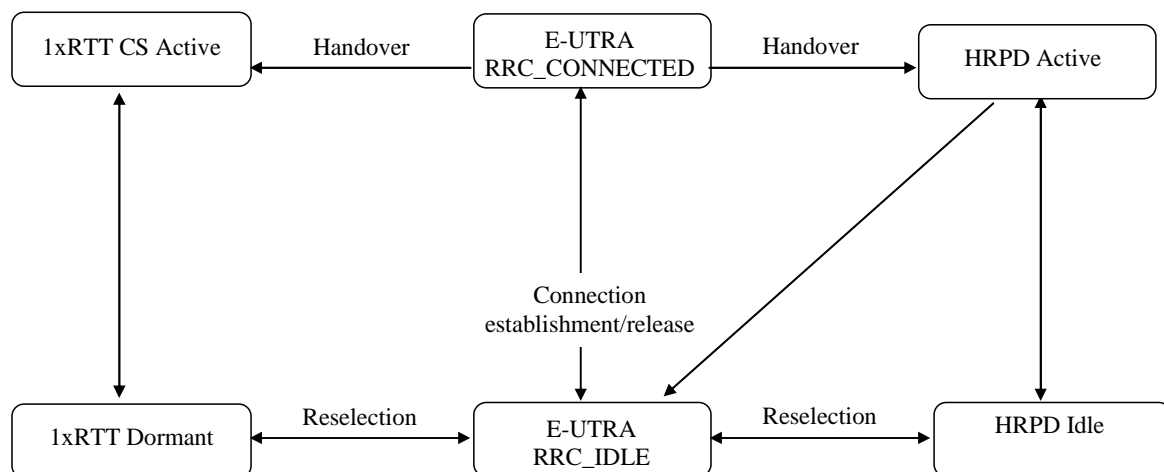 1xRTT CS Active
Handover
E-UTRA
RRC_CONNECTED
Handover
HRPD Active
Connection
establishment/release
1xRTT Dormant
Reselection
E-UTRA
RRC_IDLE
Reselection
HRPD Idle